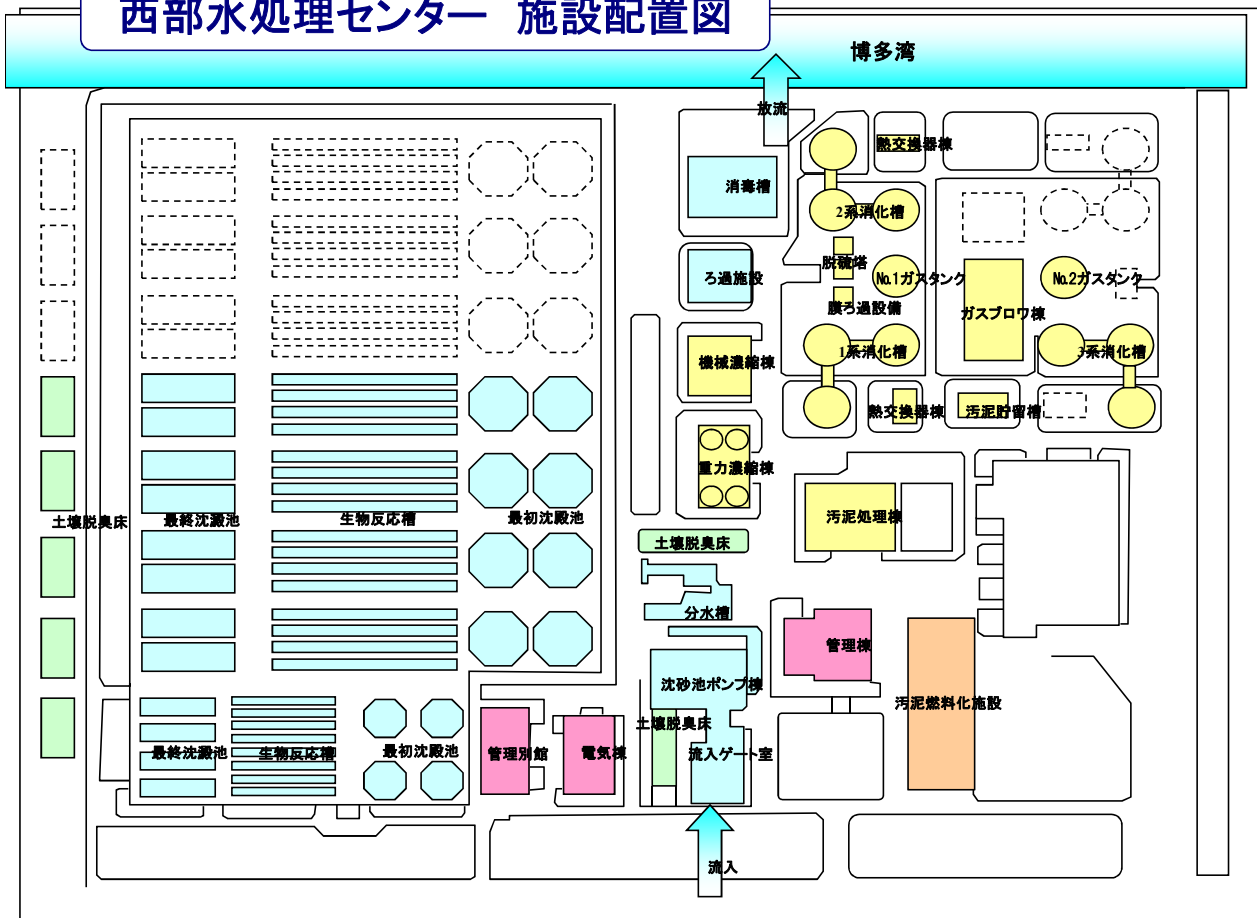 西部水処理センター 施設配置図
博多湾
放流
熱交換器棟
消毒槽
2系消化槽
脱硫塔
ろ過施設
No.1ガスタンク
No.2ガスタンク
膜ろ過設備
ガスブロワ棟
機械濃縮棟
1系消化槽
3系消化槽
熱交換器棟
汚泥貯留槽
重力濃縮棟
土壌脱臭床
最終沈澱池
生物反応槽
最初沈澱池
汚泥処理棟
土壌脱臭床
分水槽
管理棟
沈砂池ポンプ棟
汚泥燃料化施設
土壌脱臭床
最終沈澱池
生物反応槽
最初沈澱池
管理別館
電気棟
流入ゲート室
流入